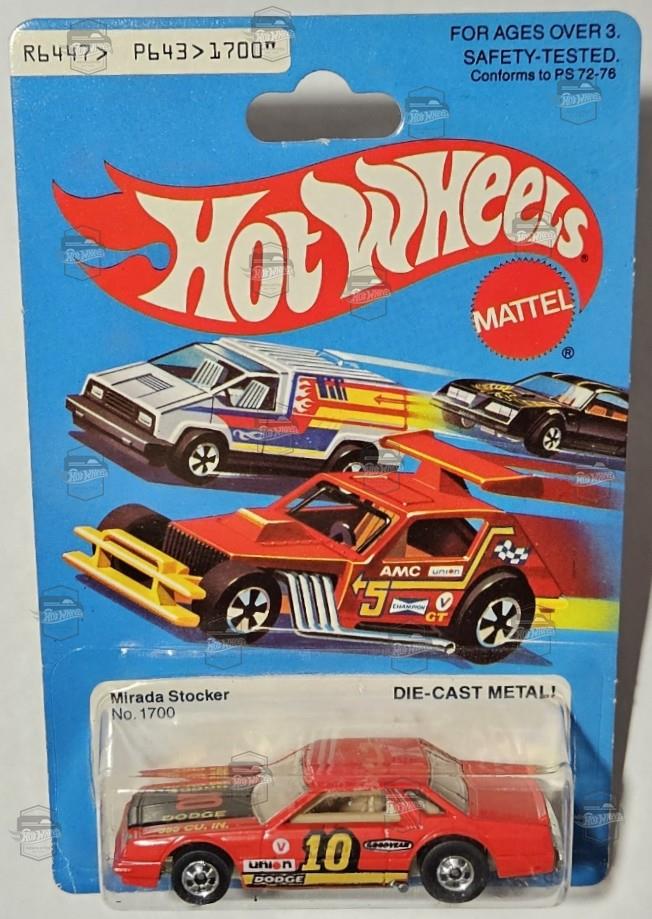 R6447> P643>1700"
FOR AGES OVER 3.
SAFETY-TESTED.
Conforms to PS 72-76
Hot Wheels®
MATTEL
®
AMC union
5 CHAMPION V
GT
Mirada Stocker
No. 1700
DIE-CAST METAL!
DODGE
CU. IN.
V
union 10 GOODYEAR
DODGE